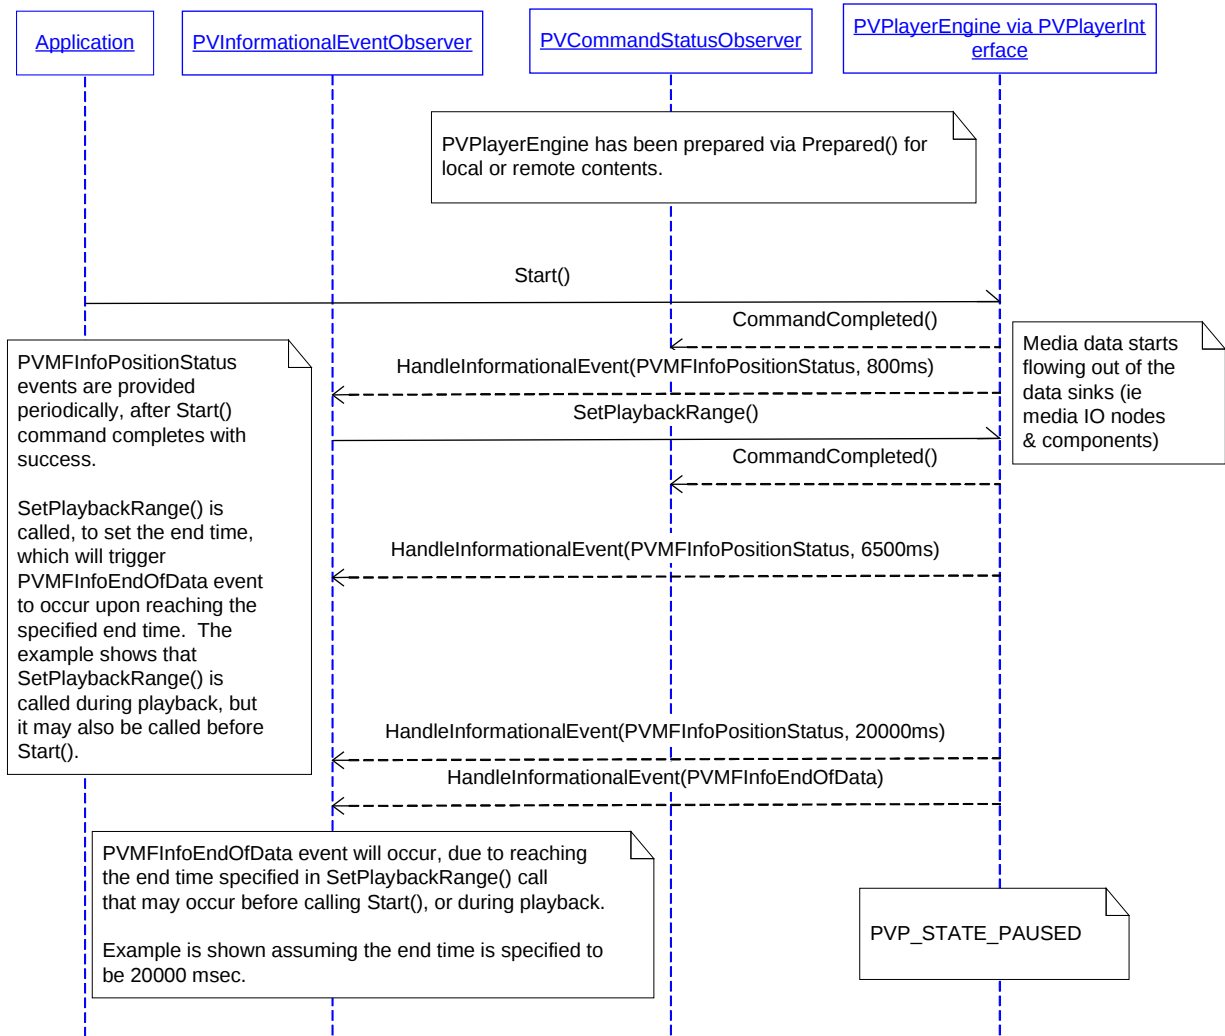 Application
PVInformationalEventObserver
PVCommandStatusObserver
PVPlayerEngine via PVPlayerInt
erface
PVPlayerEngine has been prepared via Prepared() for
local or remote contents.
Start()
CommandCompleted()
HandleInformationalEvent(PVMFInfoPositionStatus, 800ms)
SetPlaybackRange()
CommandCompleted()
Media data starts
flowing out of the
data sinks (ie
media IO nodes
& components)
PVMFInfoPositionStatus
events are provided
periodically, after Start()
command completes with
success.
SetPlaybackRange() is
called, to set the end time,
which will trigger
PVMFInfoEndOfData event
to occur upon reaching the
specified end time.  The
example shows that
SetPlaybackRange() is
called during playback, but
it may also be called before
Start().
HandleInformationalEvent(PVMFInfoPositionStatus, 6500ms)
HandleInformationalEvent(PVMFInfoPositionStatus, 20000ms)
HandleInformationalEvent(PVMFInfoEndOfData)
PVMFInfoEndOfData event will occur, due to reaching
the end time specified in SetPlaybackRange() call
that may occur before calling Start(), or during playback.
Example is shown assuming the end time is specified to
be 20000 msec.
PVP_STATE_PAUSED